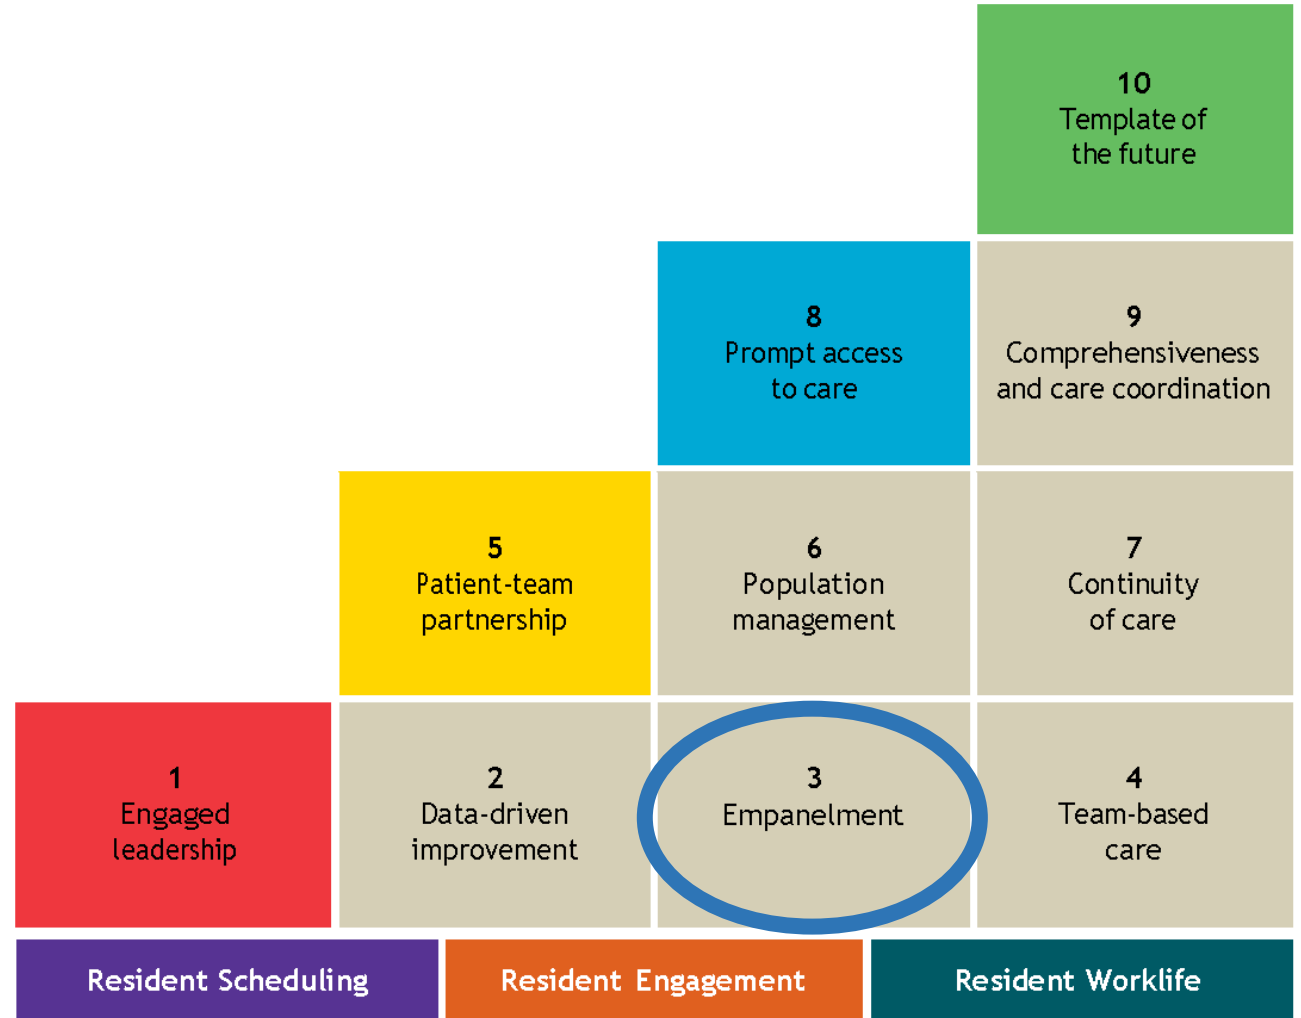 10
Template of
the future
8
Prompt access
to care
9
Comprehensiveness
and care coordination
5
Patient-team
partnership
6
Population
management
7
Continuity
of care
1
Engaged
leadership
2
Data-driven
improvement
3
Empanelment
4
Team-based
care
Resident Scheduling
Resident Engagement
Resident Worklife